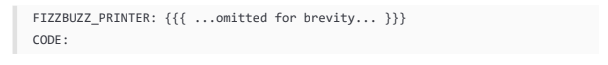 FIZZBUZZ_PRINTER: {{{ ...omitted for brevity... }}}
CODE: